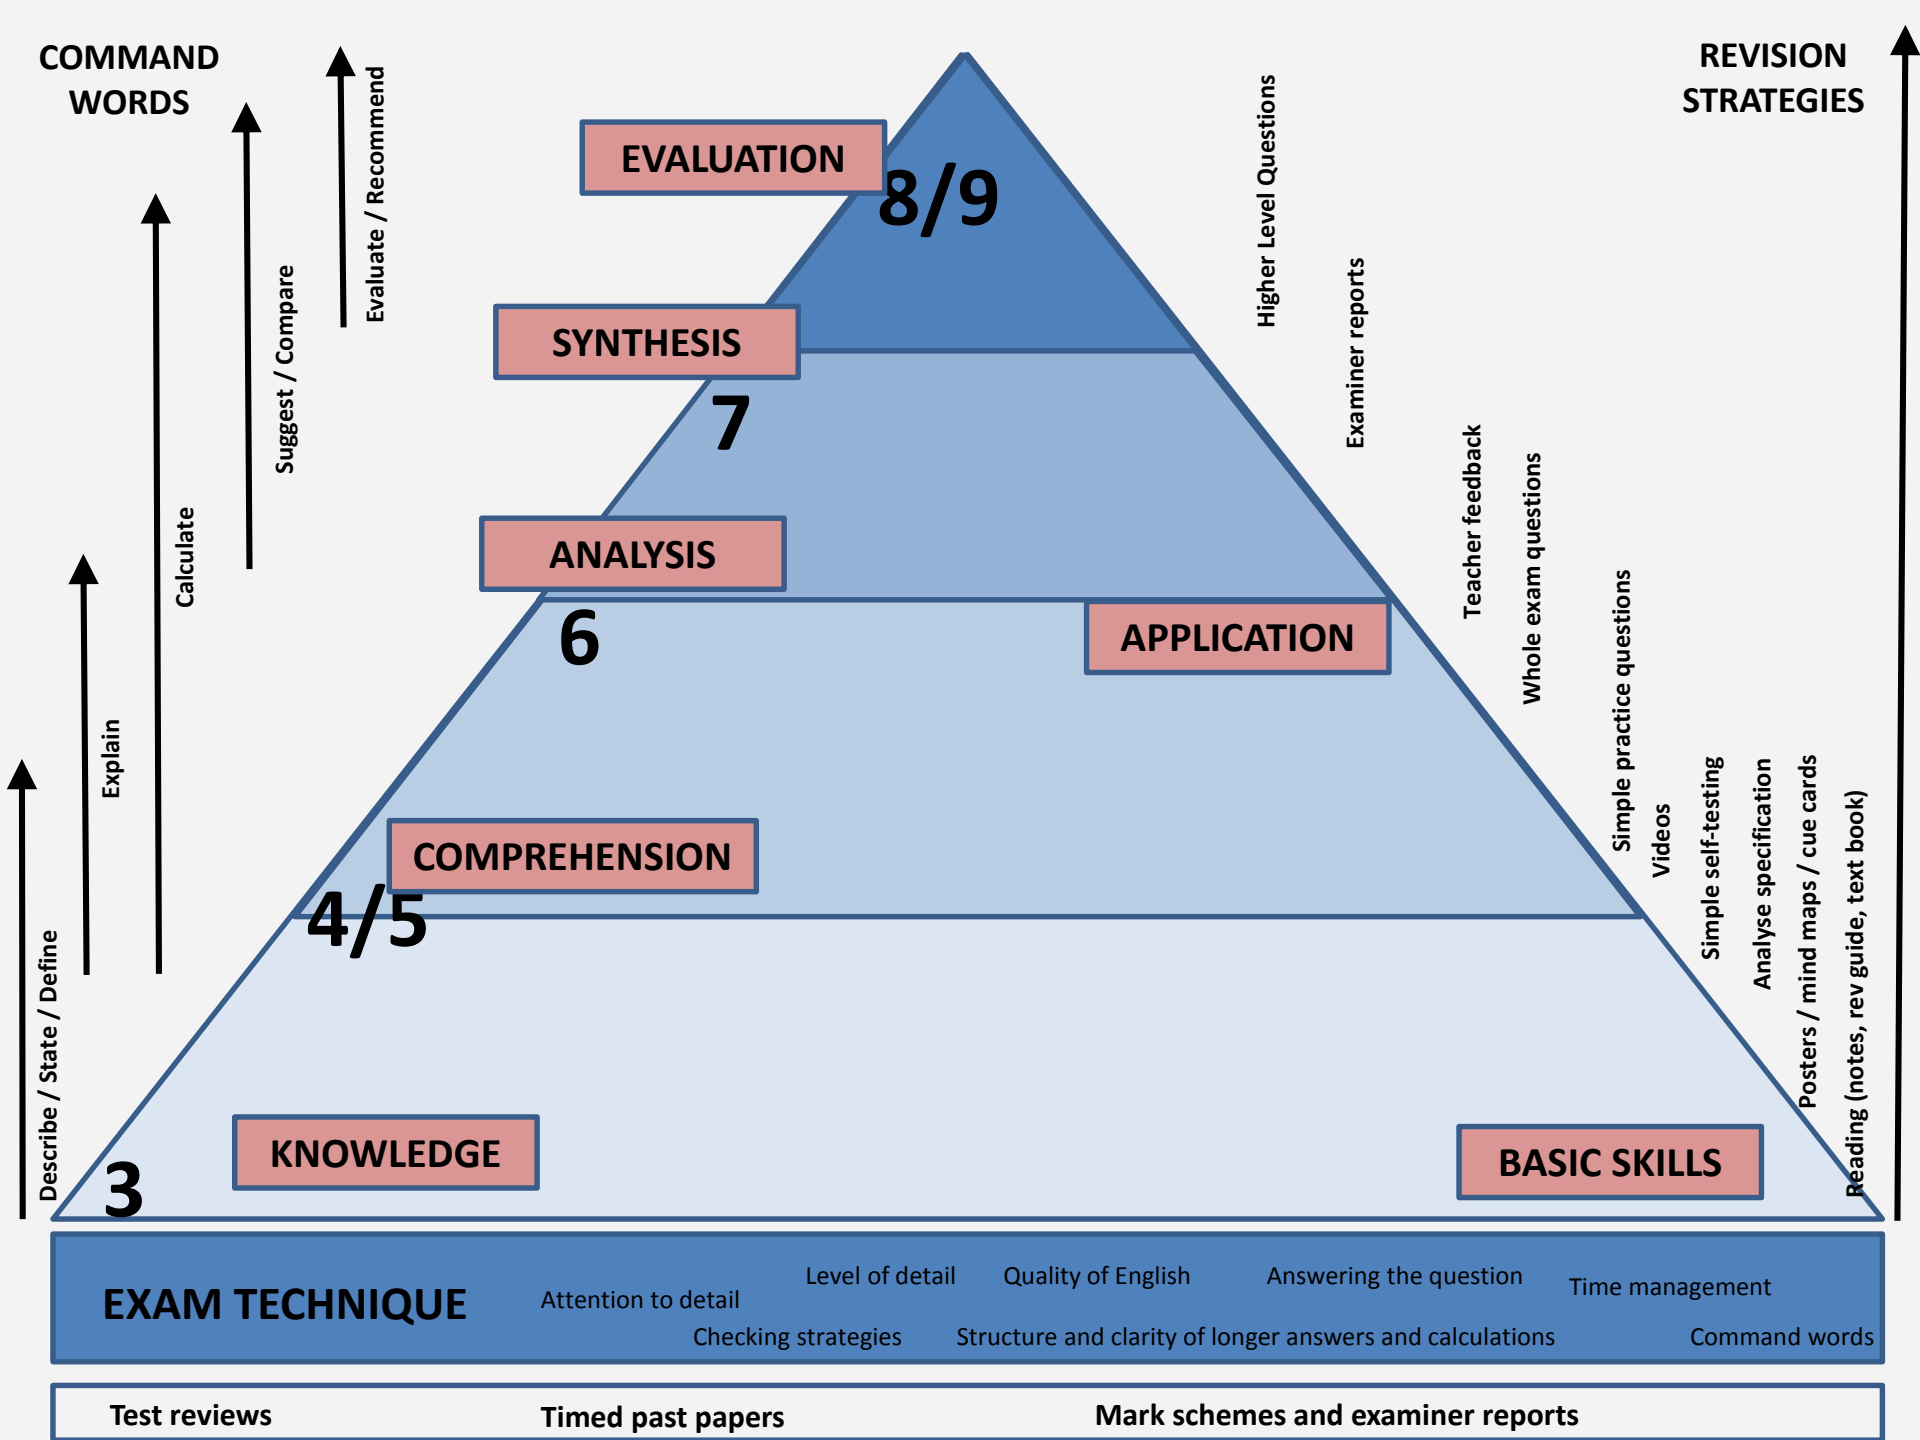 COMMAND
WORDS
REVISION
STRATEGIES
Describe / State / Define
Explain
Calculate
Suggest / Compare
Evaluate / Recommend
EVALUATION
8/9
SYNTHESIS
7
ANALYSIS
6
APPLICATION
COMPREHENSION
4/5
KNOWLEDGE
3
BASIC SKILLS
Higher Level Questions
Examiner reports
Teacher feedback
Whole exam questions
Simple practice questions
Videos
Simple self-testing
Analyse specification
Posters / mind maps / cue cards
Reading (notes, rev guide, text book)
EXAM TECHNIQUE
Attention to detail
Level of detail
Quality of English
Answering the question
Time management
Checking strategies
Structure and clarity of longer answers and calculations
Command words
Test reviews
Timed past papers
Mark schemes and examiner reports